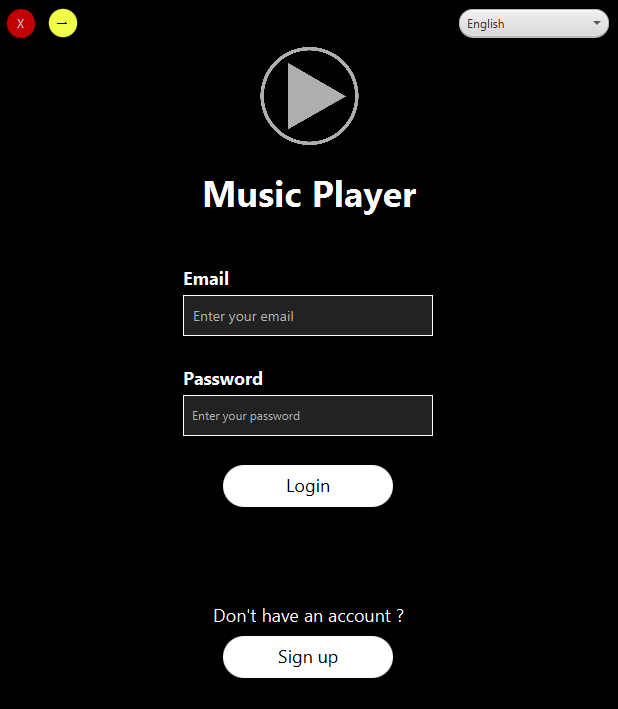 X
English
Music Player
Email
Enter your email
Password
Enter your password
Login
Don't have an account ?
Sign up